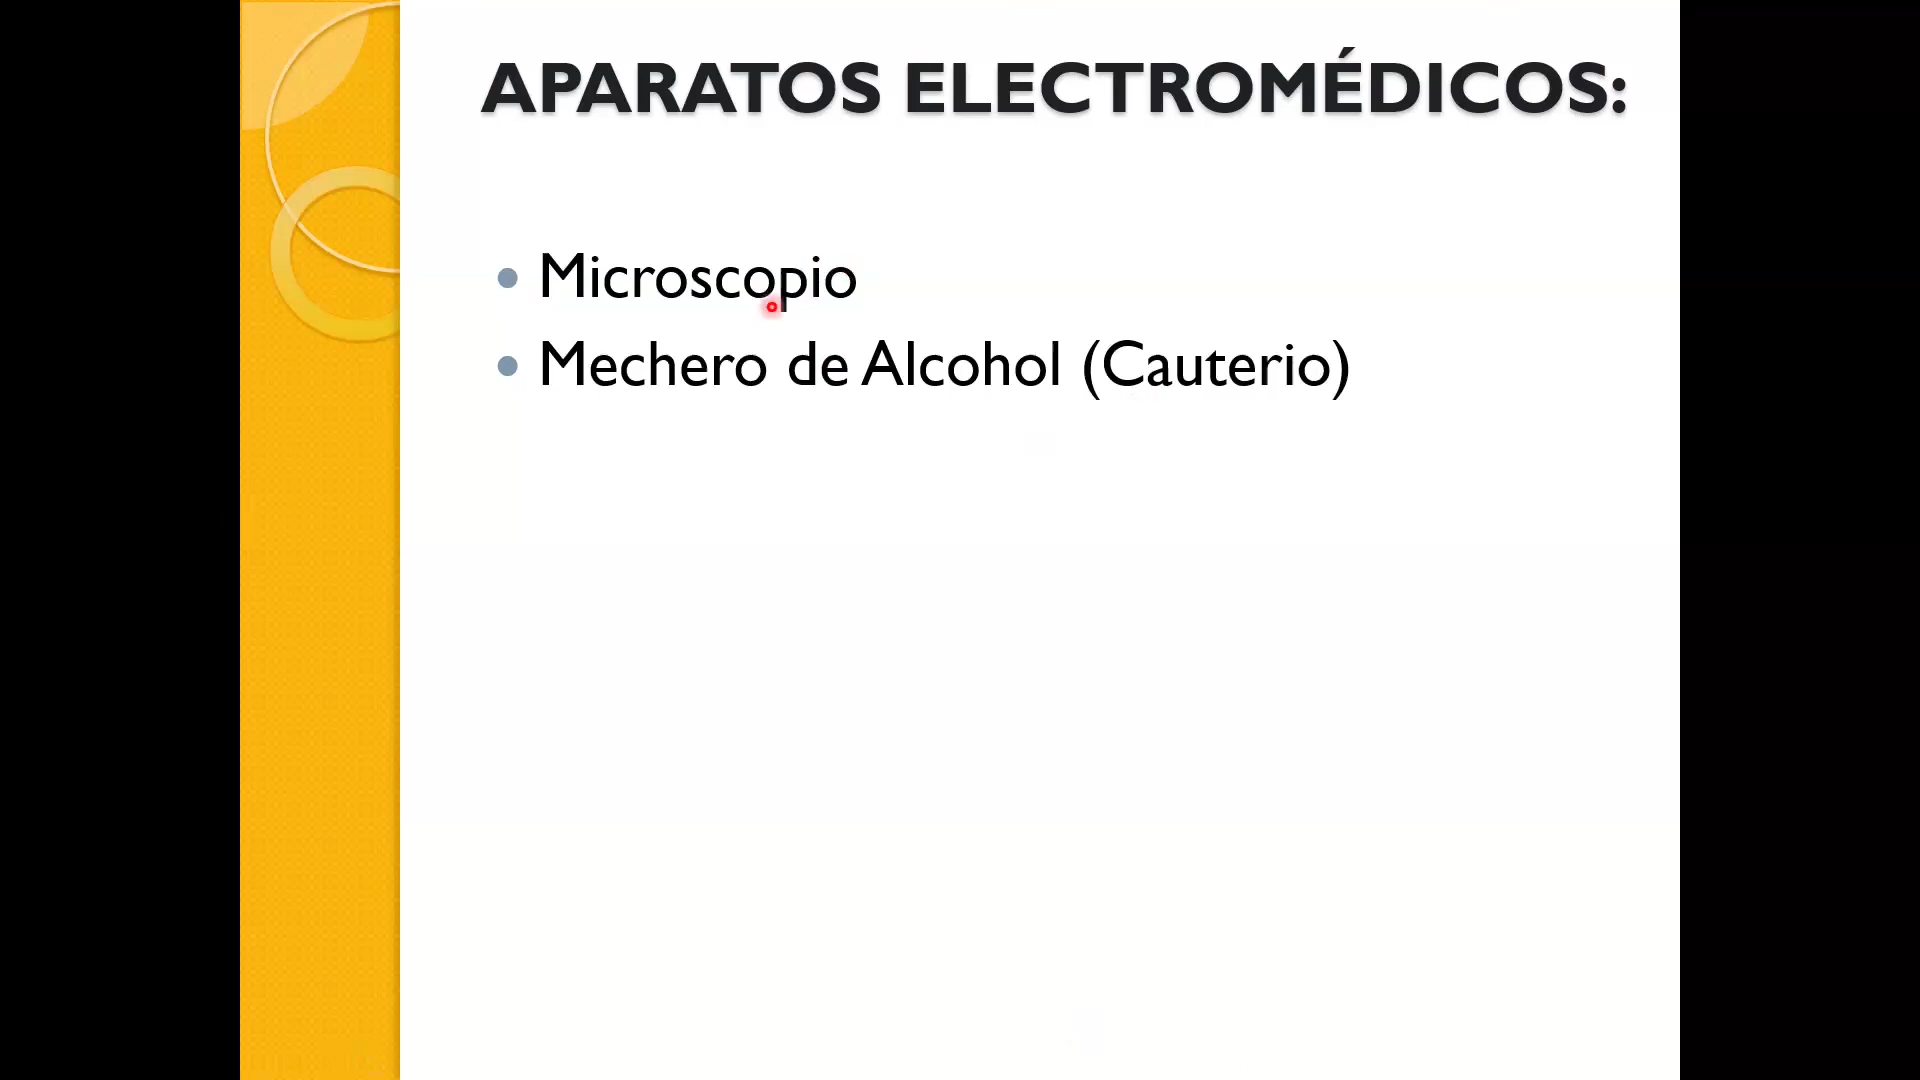 APARATOS ELECTROMÉDICOS:
• Microscopio
• Mechero de Alcohol (Cauterio)